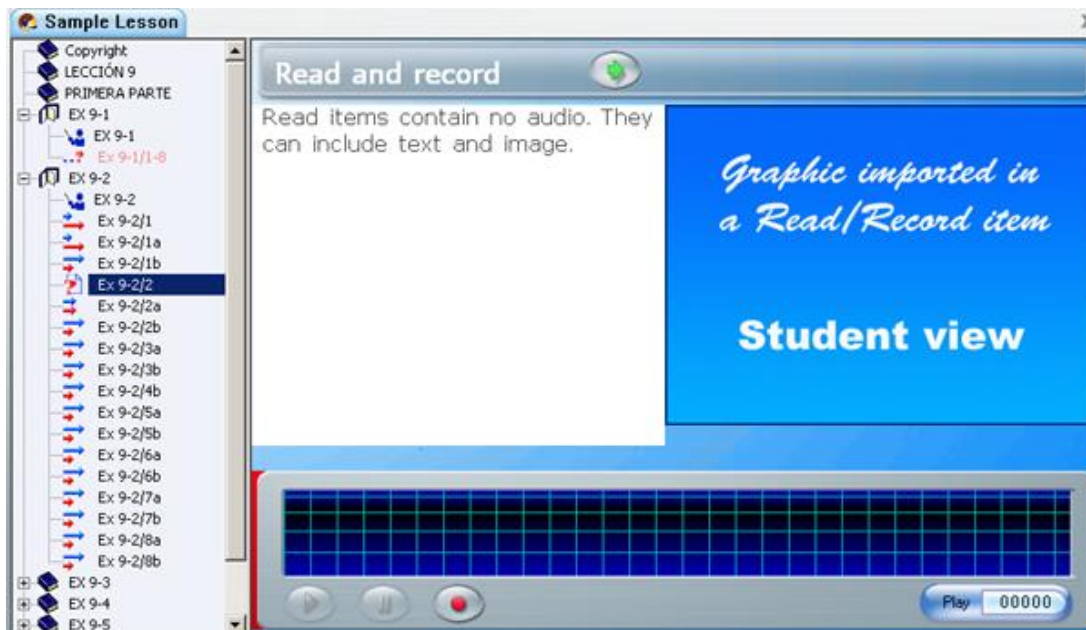 Sample Lesson
Copyright
LECCIÓN 9
PRIMERA PARTE
EX 9-1
EX 9-1
Ex 9-1/1-8
EX 9-2
EX 9-2
Ex 9-2/1
Ex 9-2/1a
Ex 9-2/1b
Ex 9-2/2
Ex 9-2/2a
Ex 9-2/2b
Ex 9-2/3a
Ex 9-2/3b
Ex 9-2/4b
Ex 9-2/5a
Ex 9-2/5b
Ex 9-2/6a
Ex 9-2/6b
Ex 9-2/7a
Ex 9-2/7b
Ex 9-2/8a
Ex 9-2/8b
EX 9-3
EX 9-4
EX 9-5
Read and record
Read items contain no audio. They
can include text and image.
Graphic imported in
a Read/Record item
Student view
Play 00000